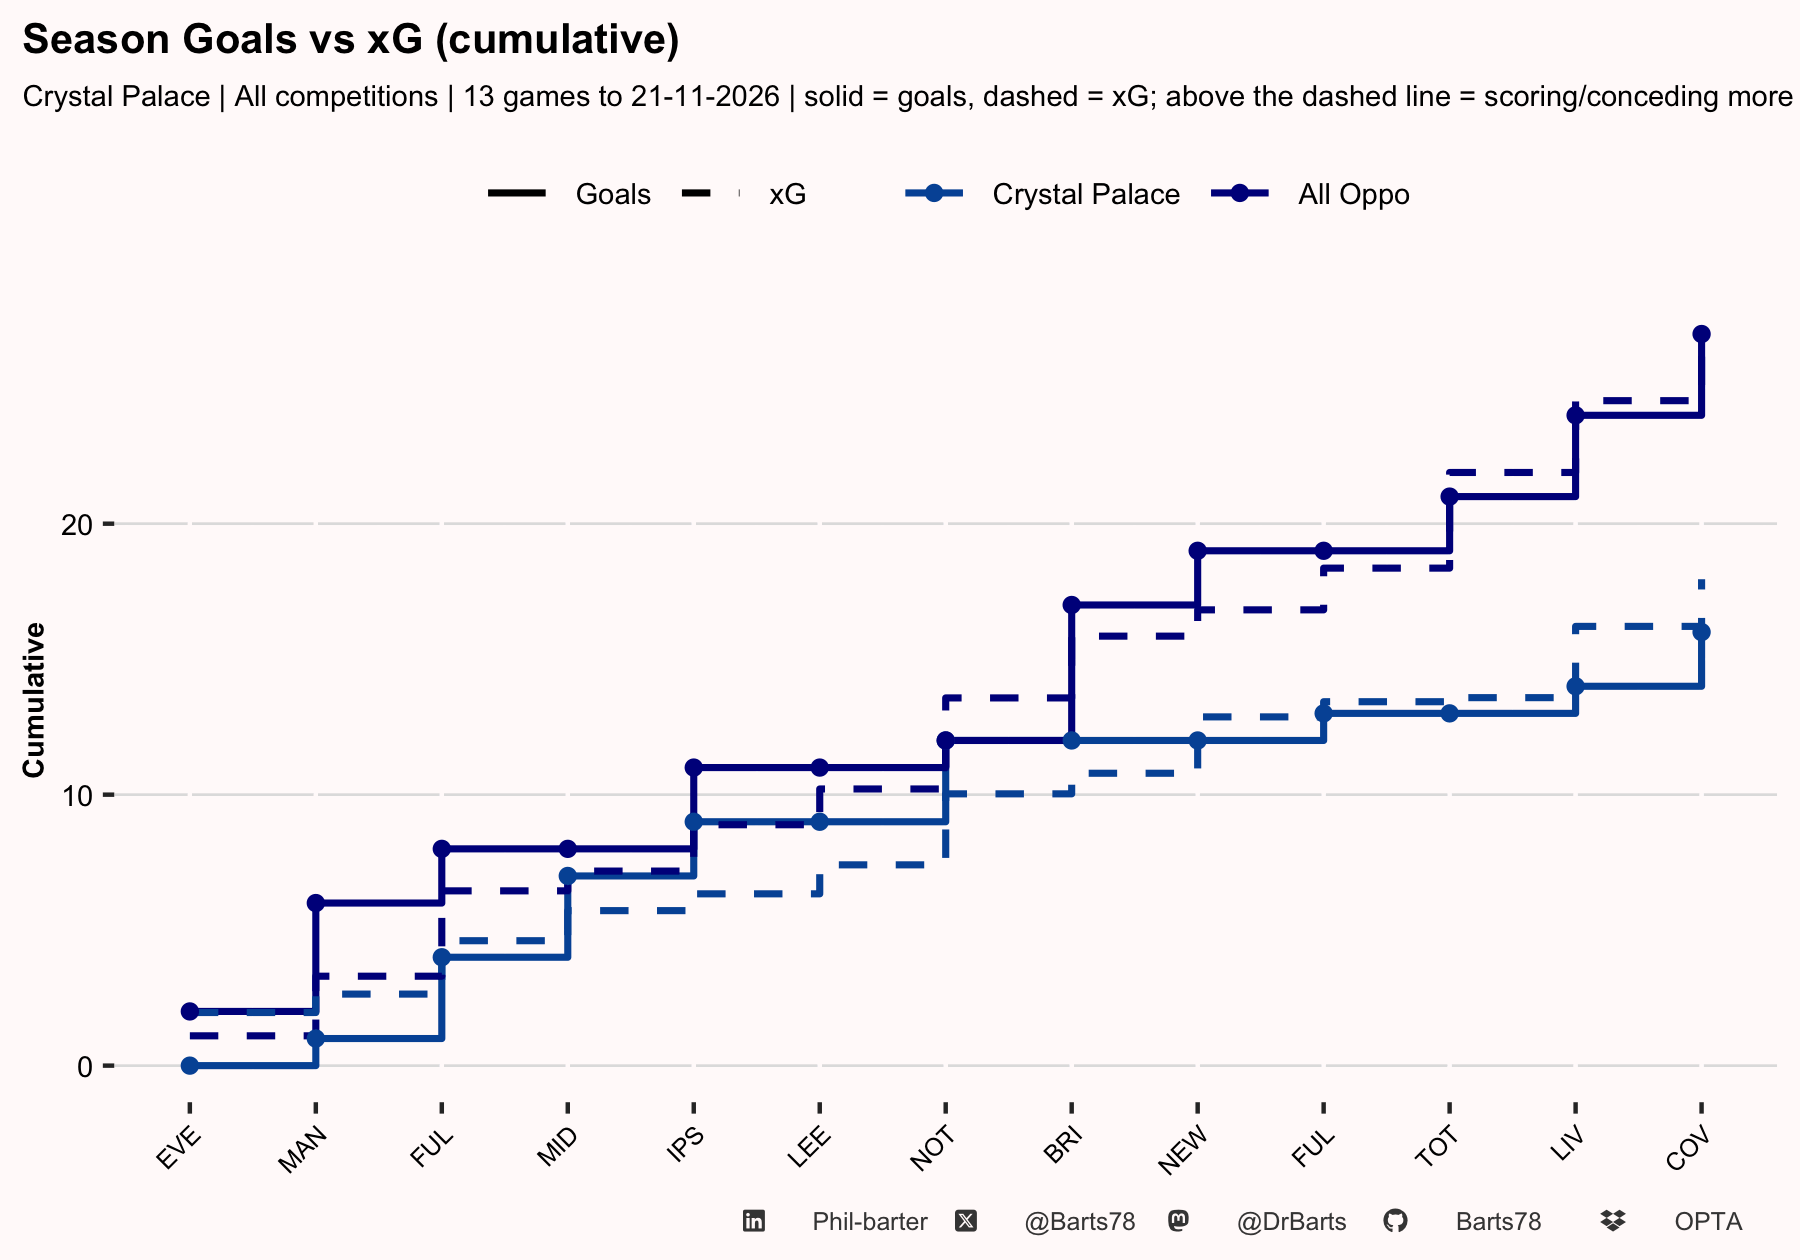 Season Goals vs xG (cumulative)
Crystal Palace | All competitions | 13 games to 21-11-2026 | solid = goals, dashed = xG; above the dashed line = scoring/conceding more
Goals xG Crystal Palace All Oppo
Cumulative
20
10
0
EVE MAN FUL MID IPS LEE NOT BRI NEW FUL TOT LIV COV
Phil-barter @Barts78 @DrBarts Barts78 OPTA